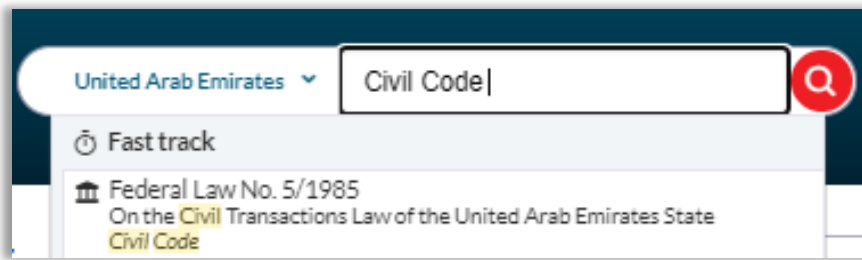 United Arab Emirates Civil Code
Fast track
Federal Law No. 5/1985
On the Civil Transactions Law of the United Arab Emirates State
Civil Code